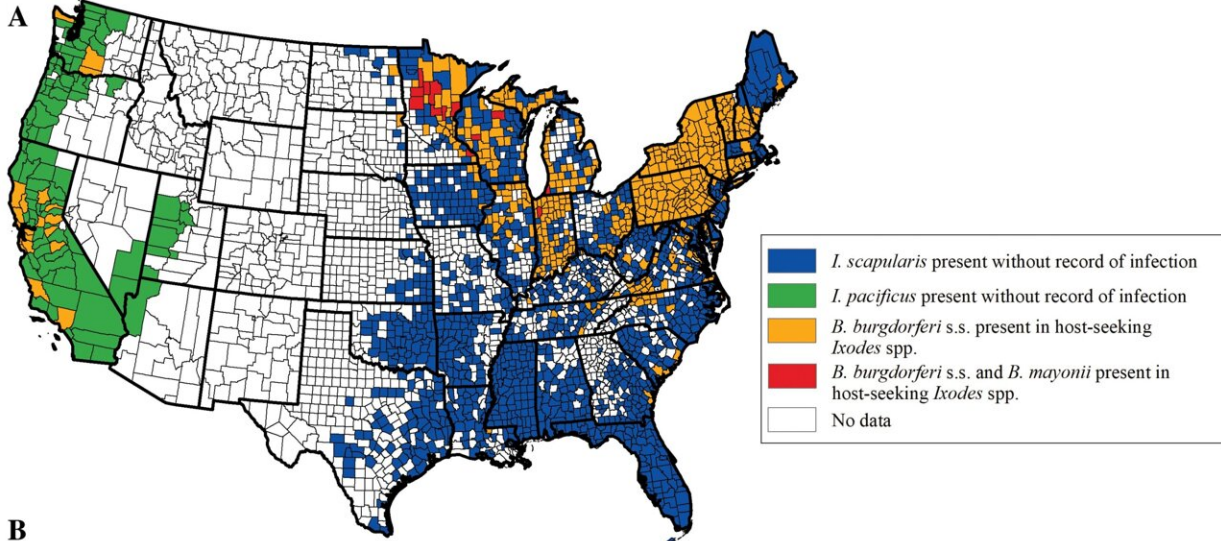 A
I. scapularis present without record of infection
I. pacificus present without record of infection
B. burgdorferi s.s. present in host-seeking
Ixodes spp.
B. burgdorferi s.s. and B. mayonii present in
host-seeking Ixodes spp.
No data
B